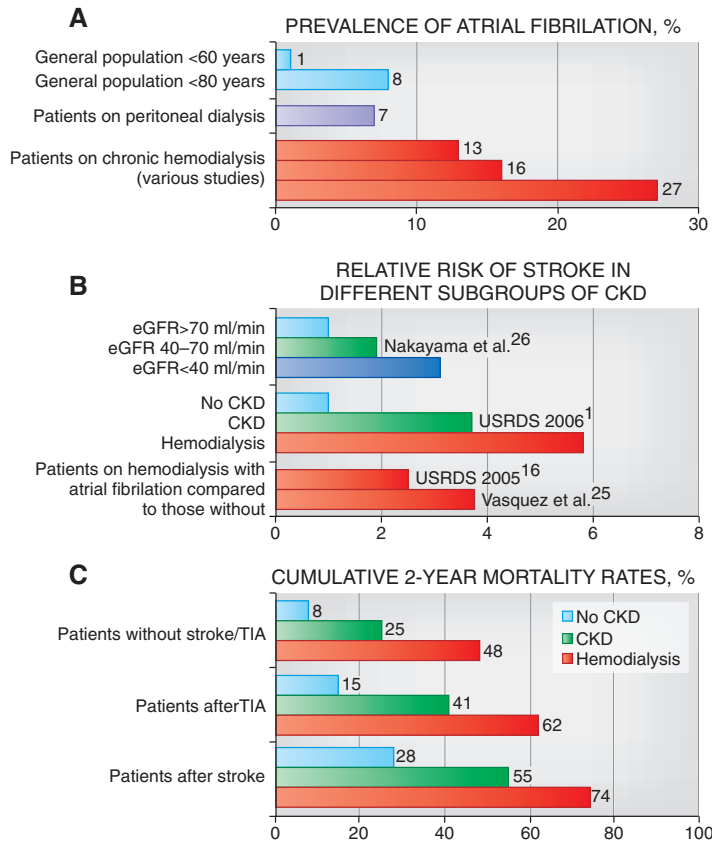 A
PREVALENCE OF ATRIAL FIBRILATION, %
General population <60 years
1
General population <80 years
8
Patients on peritoneal dialysis
7
Patients on chronic hemodialysis
(various studies)
13
16
27
0 10 20 30
B
RELATIVE RISK OF STROKE IN
DIFFERENT SUBGROUPS OF CKD
eGFR>70 ml/min
eGFR 40–70 ml/min
Nakayama et al.26
eGFR<40 ml/min
No CKD
CKD
USRDS 20061
Hemodialysis
Patients on hemodialysis with
atrial fibrilation compared
to those without
USRDS 200516
Vasquez et al.25
0 2 4 6 8
C
CUMULATIVE 2-YEAR MORTALITY RATES, %
No CKD
CKD
Hemodialysis
Patients without stroke/TIA
8
25
48
Patients afterTIA
15
41
62
Patients after stroke
28
55
74
0 20 40 60 80 100